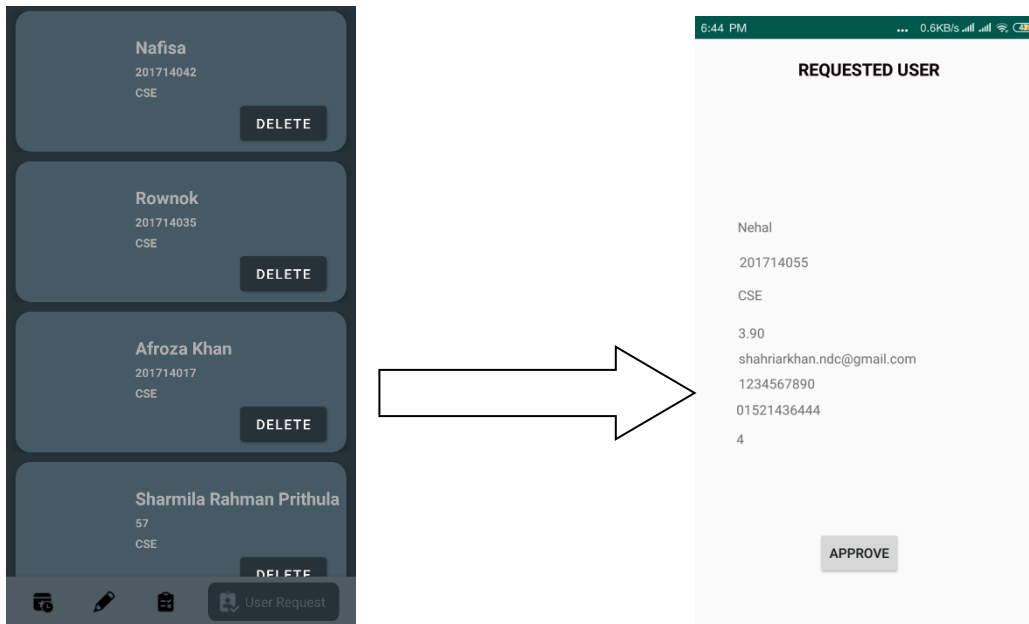 Nafisa
201714042
CSE
DELETE
Rownok
201714035
CSE
DELETE
Afroza Khan
201714017
CSE
DELETE
Sharmila Rahman Prithula
57
CSE
DELETE
User Request
6:44 PM ... 0.6KB/s
REQUESTED USER
Nehal
201714055
CSE
3.90
shahriarkhan.ndc@gmail.com
1234567890
01521436444
4
APPROVE